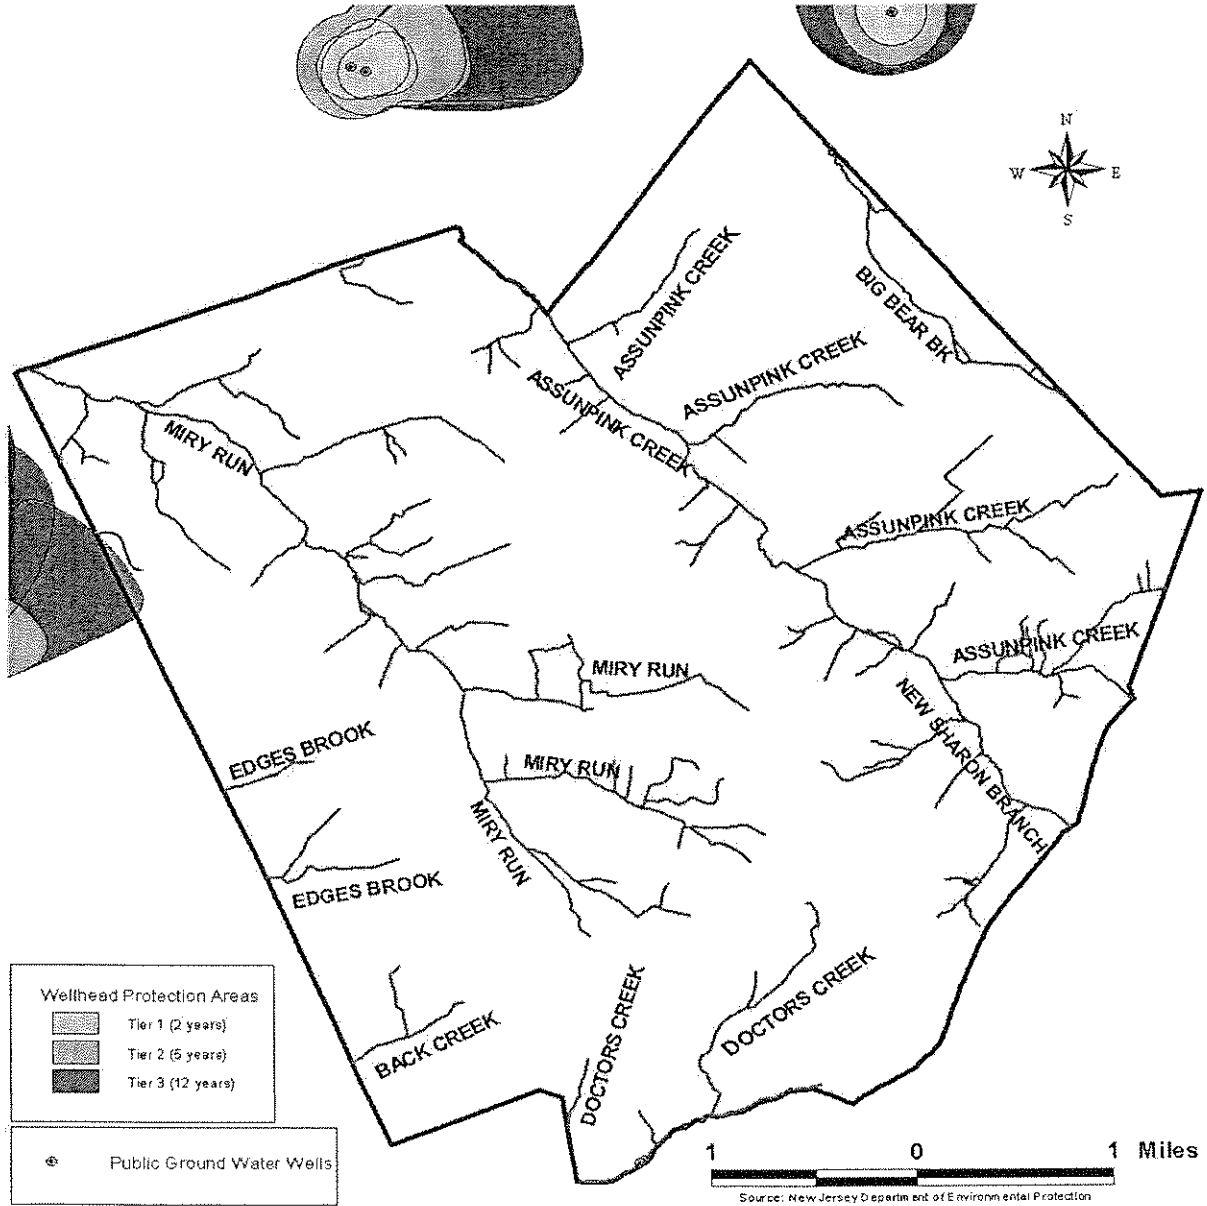 N
W E
S
ASSUNPINK CREEK
BIG BEAR BK
ASSUNPINK CREEK
ASSUNPINK CREEK
MIRY RUN
ASSUNPINK CREEK
ASSUNPINK CREEK
MIRY RUN
NEW SHARON BRANCH
EDGES BROOK
MIRY RUN
MIRY RUN
EDGES BROOK
DOCTORS CREEK
DOCTORS CREEK
BACK CREEK
Wellhead Protection Areas
Tier 1 (2 years)
Tier 2 (5 years)
Tier 3 (12 years)
Public Ground Water Wells
1 0 1 Miles
Source: New Jersey Department of Environmental Protection